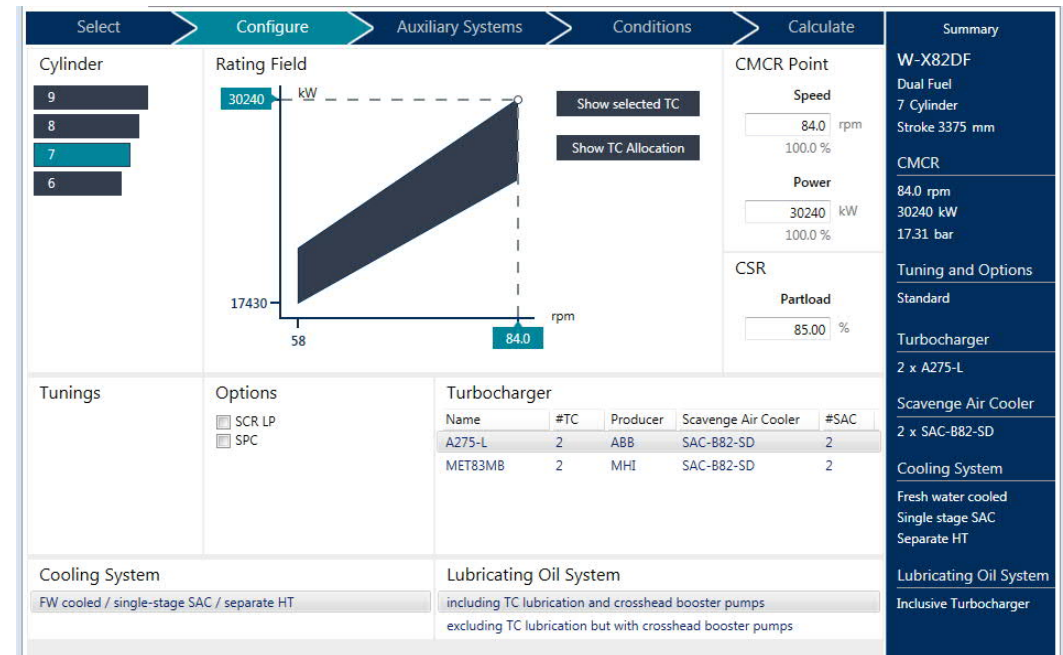 Select
Configure
Auxiliary Systems
Conditions
Calculate
Cylinder
9
8
7
6
Rating Field
30240
kW
17430
58
84.0
rpm
Show selected TC
Show TC Allocation
CMCR Point
Speed
84.0 rpm
100.0 %
Power
30240 kW
100.0 %
CSR
Partload
85.00 %
Tunings
Options
SCR LP
SPC
Turbocharger
Name #TC Producer Scavenge Air Cooler #SAC
A275-L 2 ABB SAC-B82-SD 2
MET83MB 2 MHI SAC-B82-SD 2
Cooling System
FW cooled / single-stage SAC / separate HT
Lubricating Oil System
including TC lubrication and crosshead booster pumps
excluding TC lubrication but with crosshead booster pumps
Summary
W-X82DF
Dual Fuel
7 Cylinder
Stroke 3375 mm
CMCR
84.0 rpm
30240 kW
17.31 bar
Tuning and Options
Standard
Turbocharger
2 x A275-L
Scavenge Air Cooler
2 x SAC-B82-SD
Cooling System
Fresh water cooled
Single stage SAC
Separate HT
Lubricating Oil System
Inclusive Turbocharger